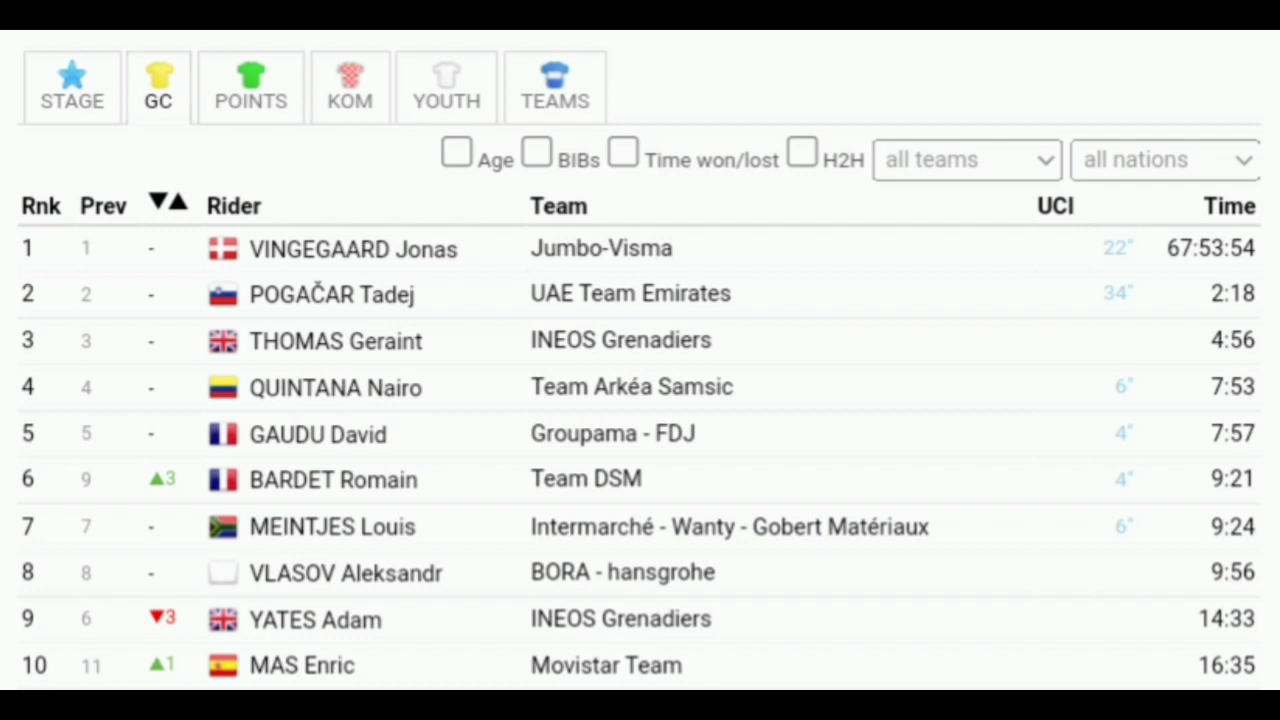 STAGE GC POINTS KOM YOUTH TEAMS
Age BIBs Time won/lost H2H all teams all nations
Rnk Prev ▼▲ Rider Team UCI Time
1 1 - VINGEGAARD Jonas Jumbo-Visma 22" 67:53:54
2 2 - POGAČAR Tadej UAE Team Emirates 34" 2:18
3 3 - THOMAS Geraint INEOS Grenadiers 4:56
4 4 - QUINTANA Nairo Team Arkéa Samsic 6" 7:53
5 5 - GAUDU David Groupama - FDJ 4" 7:57
6 9 ▲3 BARDET Romain Team DSM 4" 9:21
7 7 - MEINTJES Louis Intermarché - Wanty - Gobert Matériaux 6" 9:24
8 8 - VLASOV Aleksandr BORA - hansgrohe 9:56
9 6 ▼3 YATES Adam INEOS Grenadiers 14:33
10 11 ▲1 MAS Enric Movistar Team 16:35